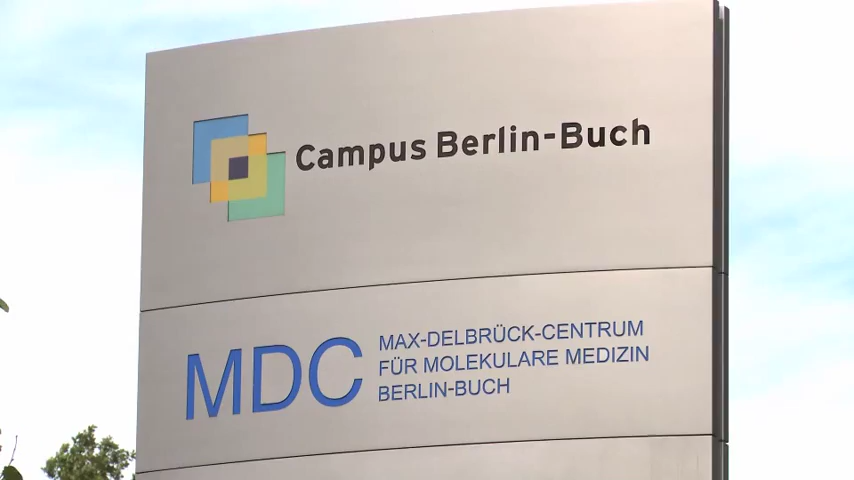 Campus Berlin-Buch
MDC
MAX-DELBRÜCK-CENTRUM
FÜR MOLEKULARE MEDIZIN
BERLIN-BUCH